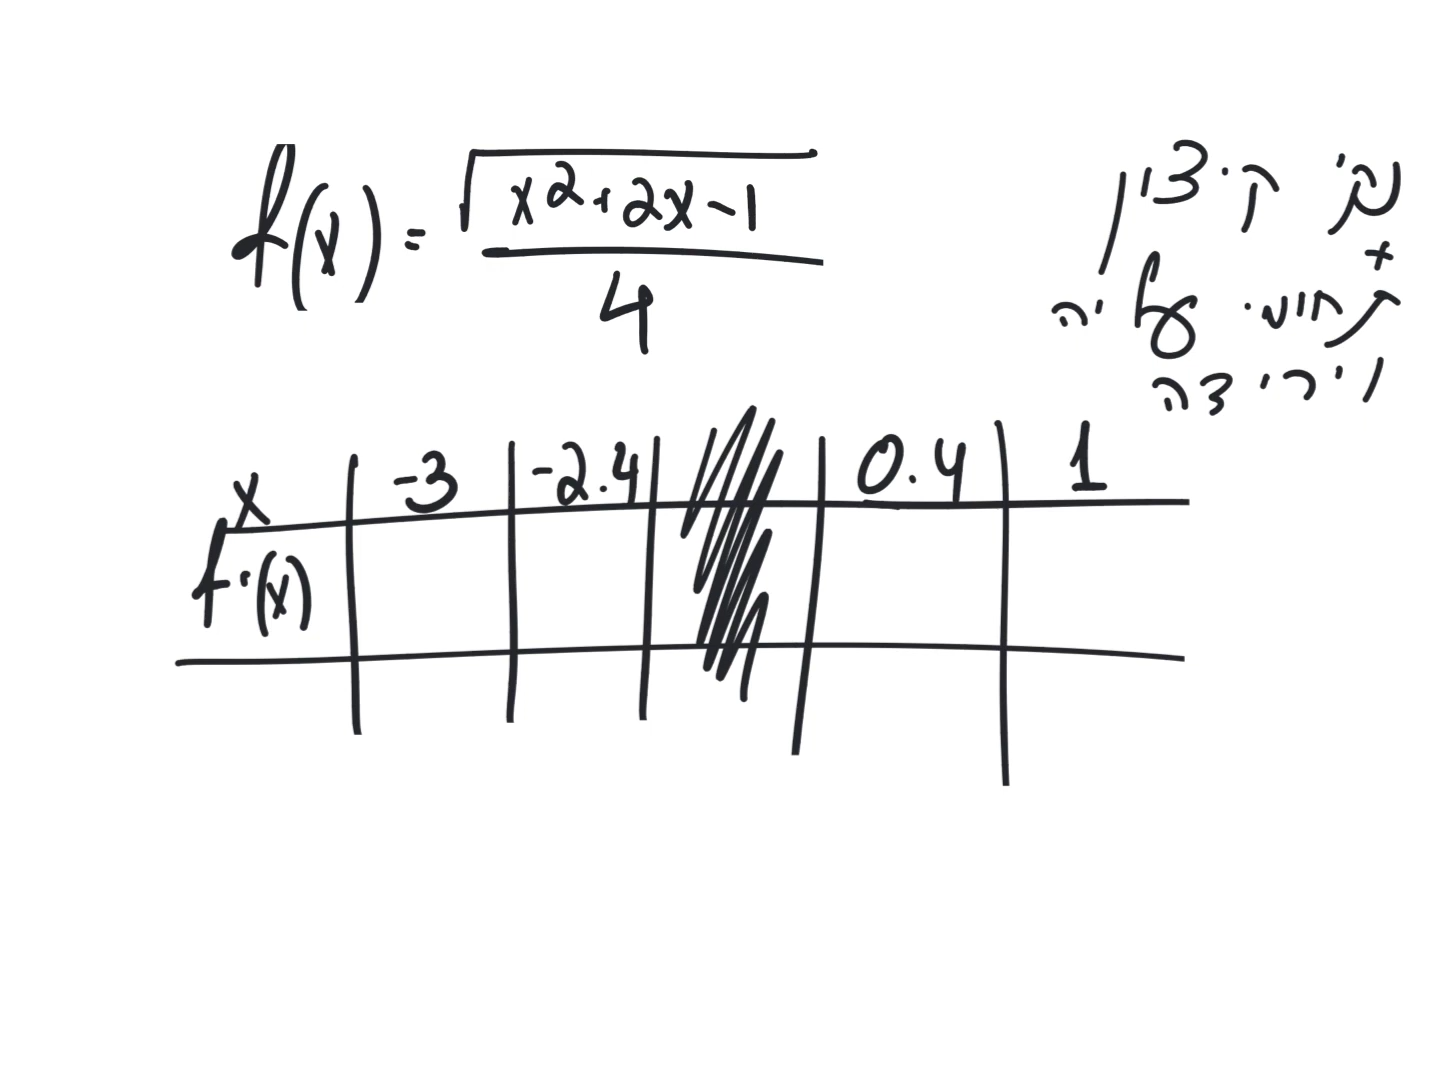 f(x) = √(x²+2x-1) / 4
נק' קיצון
+
תחומי עליה
וירידה
x | -3 | -2.4 | | 0.4 | 1
f'(x)